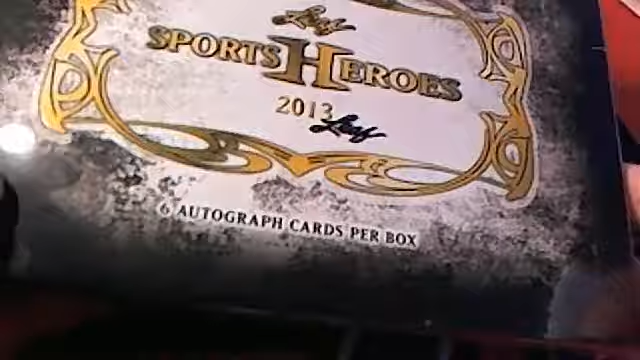 Leaf
SPORTS HEROES
2013 Leaf
6 AUTOGRAPH CARDS PER BOX